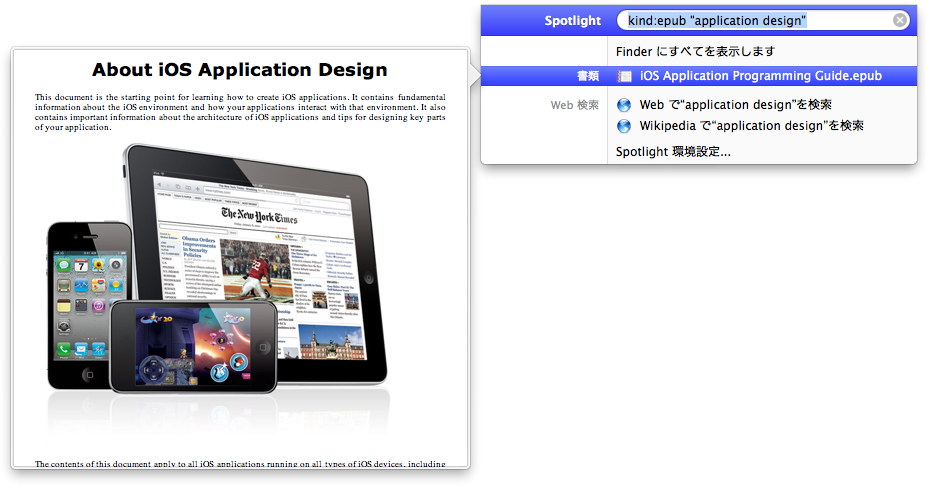 About iOS Application Design
This document is the starting point for learning how to create iOS applications. It contains fundamental
information about the iOS environment and how your applications interact with that environment. It also
contains important information about the architecture of iOS applications and tips for designing key parts
of your application.
The New York Times
Obama Orders
Improvements
in Security
Policies
The contents of this document apply to all iOS applications running on all types of iOS devices, including
Spotlight
kind:epub "application design"
Finder にすべてを表示します
書類
iOS Application Programming Guide.epub
Web 検索
Web で“application design”を検索
Wikipedia で“application design”を検索
Spotlight 環境設定...